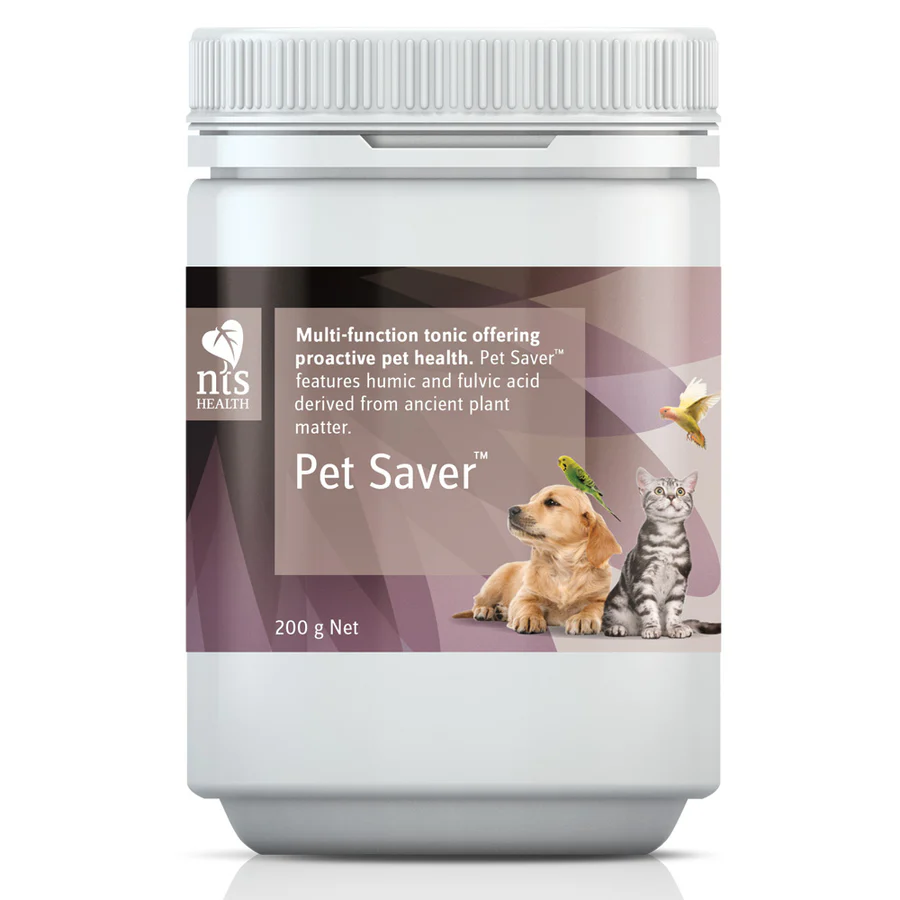 nts
HEALTH
Multi-function tonic offering
proactive pet health. Pet Saver™
features humic and fulvic acid
derived from ancient plant
matter.
Pet Saver™
200 g Net